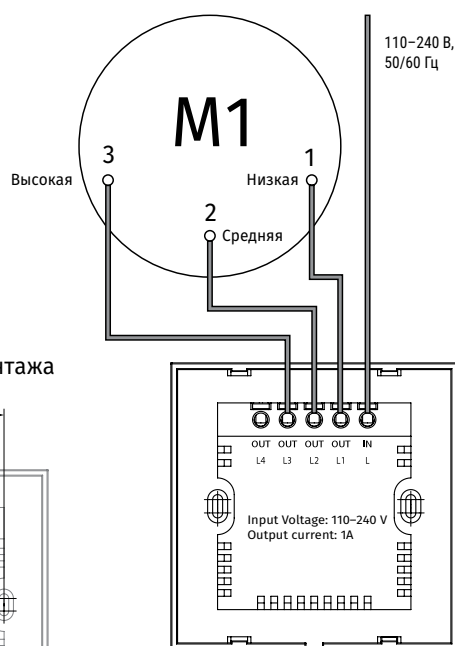 110–240 В,
50/60 Гц
M1
3
1
Высокая
Низкая
2
Средняя
нтажа
OUT OUT OUT OUT IN
L4 L3 L2 L1 L
Input Voltage: 110–240 V
Output current: 1A